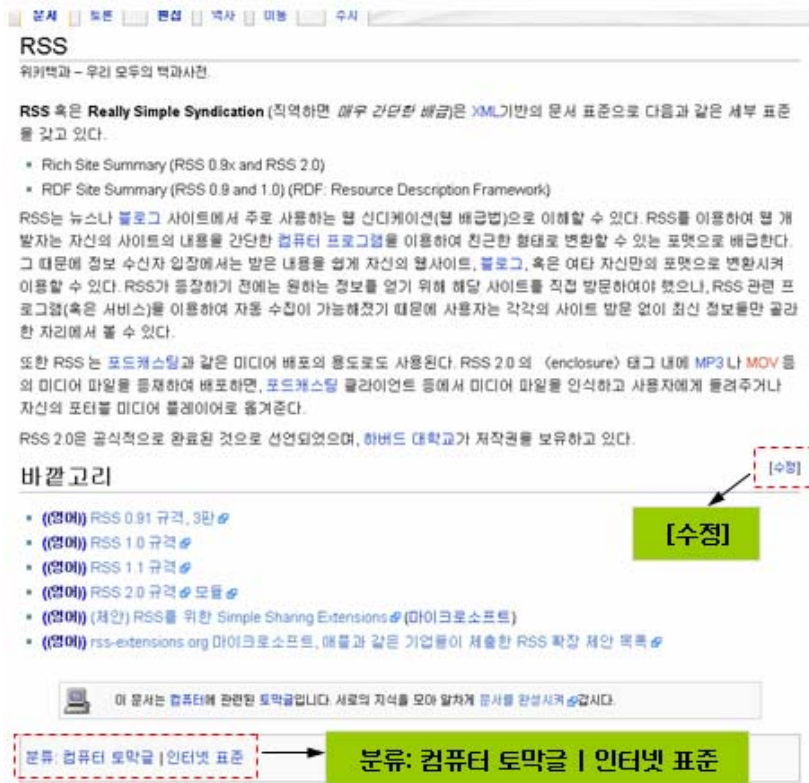 문서 토론 편집 역사 이동 수시
RSS
위키백과 – 우리 모두의 백과사전.
RSS 혹은 Really Simple Syndication (직역하면 매우 간단한 배급)은 XML기반의 문서 표준으로 다음과 같은 세부 표준
을 갖고 있다.
Rich Site Summary (RSS 0.9x and RSS 2.0)
RDF Site Summary (RSS 0.9 and 1.0) (RDF: Resource Description Framework)
RSS는 뉴스나 블로그 사이트에서 주로 사용하는 웹 신디케이션(웹 배급법)으로 이해할 수 있다. RSS를 이용하여 웹 개
발자는 자신의 사이트의 내용을 간단한 컴퓨터 프로그램을 이용하여 친근한 형태로 변환할 수 있는 포맷으로 배급한다.
그 때문에 정보 수신자 입장에서는 받은 내용을 쉽게 자신의 웹사이트, 블로그, 혹은 여타 자신만의 포맷으로 변환시켜
이용할 수 있다. RSS가 등장하기 전에는 원하는 정보를 얻기 위해 해당 사이트를 직접 방문하여야 했으나, RSS 관련 프
로그램(혹은 서비스)을 이용하여 자동 수집이 가능해졌기 때문에 사용자는 각각의 사이트 방문 없이 최신 정보들만 골라
한 자리에서 볼 수 있다.
또한 RSS 는 포드캐스팅과 같은 미디어 배포의 용도로도 사용된다. RSS 2.0 의 〈enclosure〉 태그 내에 MP3 나 MOV 등
의 미디어 파일을 등재하여 배포하면, 포드캐스팅 클라이언트 등에서 미디어 파일을 인식하고 사용자에게 들려주거나
자신의 포터블 미디어 플레이어로 옮겨준다.
RSS 2.0은 공식적으로 완료된 것으로 선언되었으며, 하버드 대학교가 저작권을 보유하고 있다.
바깥고리 [수정]
((영어)) RSS 0.91 규격, 3판
[수정]
((영어)) RSS 1.0 규격
((영어)) RSS 1.1 규격
((영어)) RSS 2.0 규격 모듈
((영어)) (제안) RSS를 위한 Simple Sharing Extensions (마이크로소프트)
((영어)) rss-extensions.org 마이크로소프트, 애플과 같은 기업들이 제출한 RSS 확장 제안 목록
이 문서는 컴퓨터에 관련된 토막글입니다. 서로의 지식을 모아 알차게 문서를 완성시켜 갑시다.
분류: 컴퓨터 토막글 | 인터넷 표준 분류: 컴퓨터 토막글 | 인터넷 표준